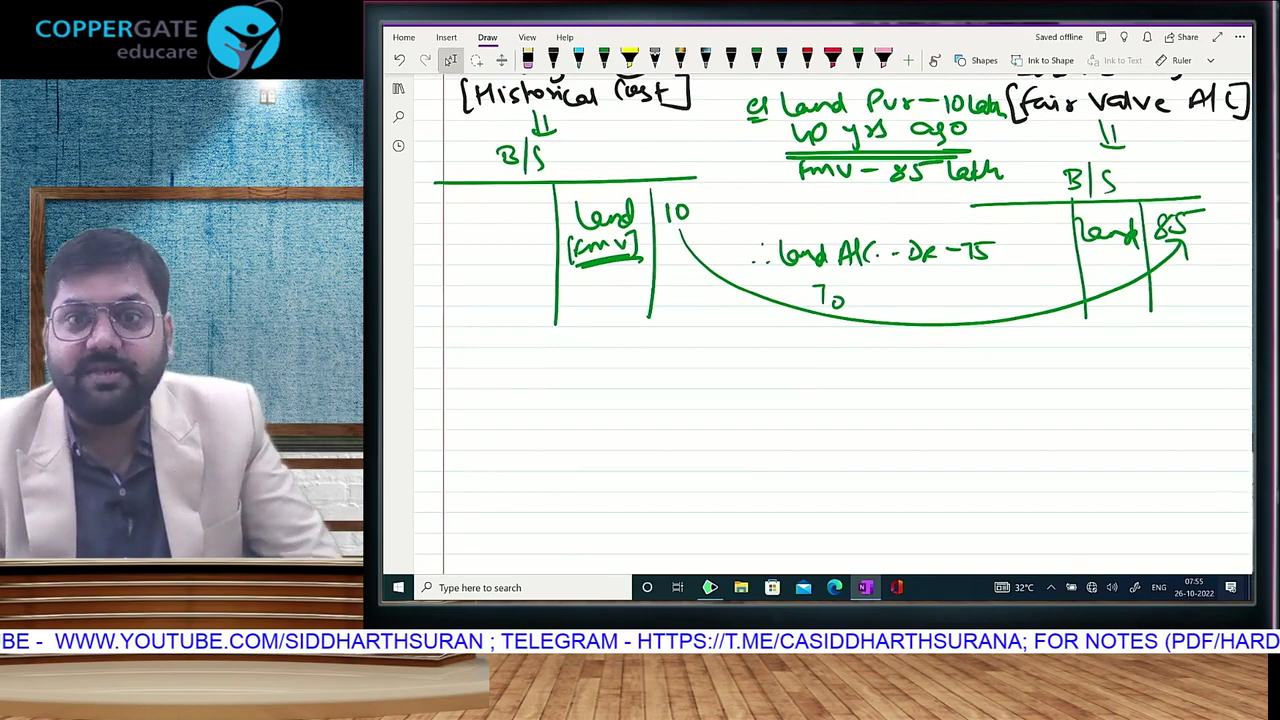 COPPERGATE
educare
Home Insert Draw View Help
Saved offline
Share
Shapes
Ink to Shape
Ink to Text
Ruler
[Historical Cost]
B/S
Land
[FMV]
10
eg Land Pur - 10 lakh
40 yrs ago
FMV - 85 lakh
∴ Land A/C -- Dr - 75
To
[Fair Value A/C]
B/S
Land
85
Type here to search
32°C
ENG
07:55
26-10-2022
UBE - WWW.YOUTUBE.COM/SIDDHARTHSURAN ; TELEGRAM - HTTPS://T.ME/CASIDDHARTHSURANA; FOR NOTES (PDF/HARD